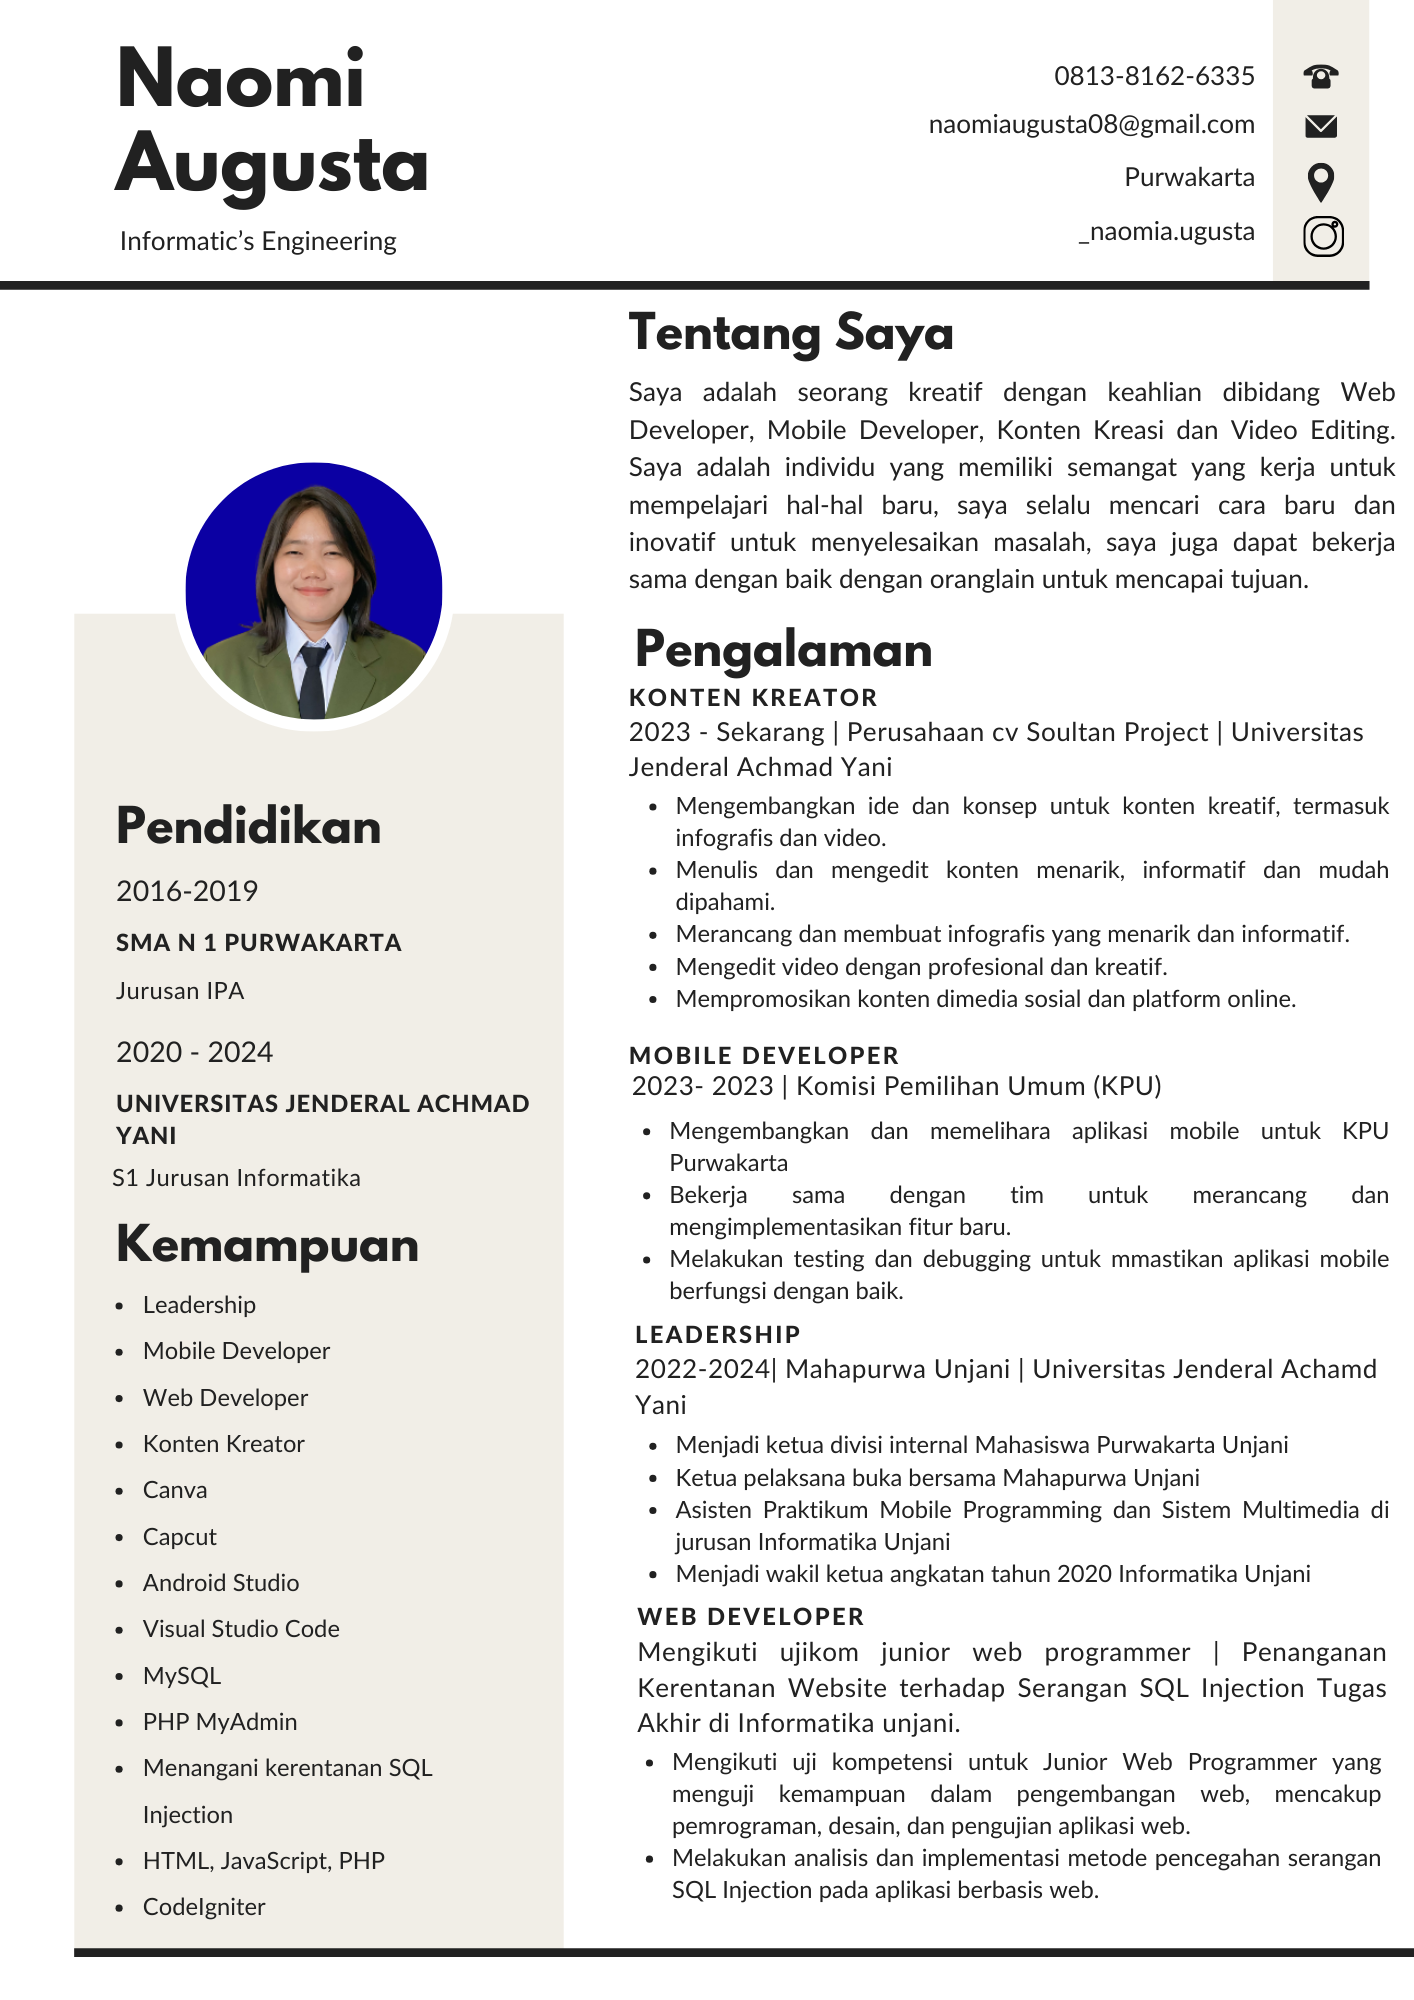 Naomi
Augusta
Informatic’s Engineering
0813-8162-6335
naomiaugusta08@gmail.com
Purwakarta
_naomia.ugusta
Pendidikan
2016-2019
SMA N 1 PURWAKARTA
Jurusan IPA
2020 - 2024
UNIVERSITAS JENDERAL ACHMAD
YANI
S1 Jurusan Informatika
Kemampuan
• Leadership
• Mobile Developer
• Web Developer
• Konten Kreator
• Canva
• Capcut
• Android Studio
• Visual Studio Code
• MySQL
• PHP MyAdmin
• Menangani kerentanan SQL
Injection
• HTML, JavaScript, PHP
• CodeIgniter
Tentang Saya
Saya adalah seorang kreatif dengan keahlian dibidang Web
Developer, Mobile Developer, Konten Kreasi dan Video Editing.
Saya adalah individu yang memiliki semangat yang kerja untuk
mempelajari hal-hal baru, saya selalu mencari cara baru dan
inovatif untuk menyelesaikan masalah, saya juga dapat bekerja
sama dengan baik dengan oranglain untuk mencapai tujuan.
Pengalaman
KONTEN KREATOR
2023 - Sekarang | Perusahaan cv Soultan Project | Universitas
Jenderal Achmad Yani
• Mengembangkan ide dan konsep untuk konten kreatif, termasuk
infografis dan video.
• Menulis dan mengedit konten menarik, informatif dan mudah
dipahami.
• Merancang dan membuat infografis yang menarik dan informatif.
• Mengedit video dengan profesional dan kreatif.
• Mempromosikan konten dimedia sosial dan platform online.
MOBILE DEVELOPER
2023- 2023 | Komisi Pemilihan Umum (KPU)
• Mengembangkan dan memelihara aplikasi mobile untuk KPU
Purwakarta
• Bekerja sama dengan tim untuk merancang dan
mengimplementasikan fitur baru.
• Melakukan testing dan debugging untuk mmastikan aplikasi mobile
berfungsi dengan baik.
LEADERSHIP
2022-2024| Mahapurwa Unjani | Universitas Jenderal Achamd
Yani
• Menjadi ketua divisi internal Mahasiswa Purwakarta Unjani
• Ketua pelaksana buka bersama Mahapurwa Unjani
• Asisten Praktikum Mobile Programming dan Sistem Multimedia di
jurusan Informatika Unjani
• Menjadi wakil ketua angkatan tahun 2020 Informatika Unjani
WEB DEVELOPER
Mengikuti ujikom junior web programmer | Penanganan
Kerentanan Website terhadap Serangan SQL Injection Tugas
Akhir di Informatika unjani.
• Mengikuti uji kompetensi untuk Junior Web Programmer yang
menguji kemampuan dalam pengembangan web, mencakup
pemrograman, desain, dan pengujian aplikasi web.
• Melakukan analisis dan implementasi metode pencegahan serangan
SQL Injection pada aplikasi berbasis web.